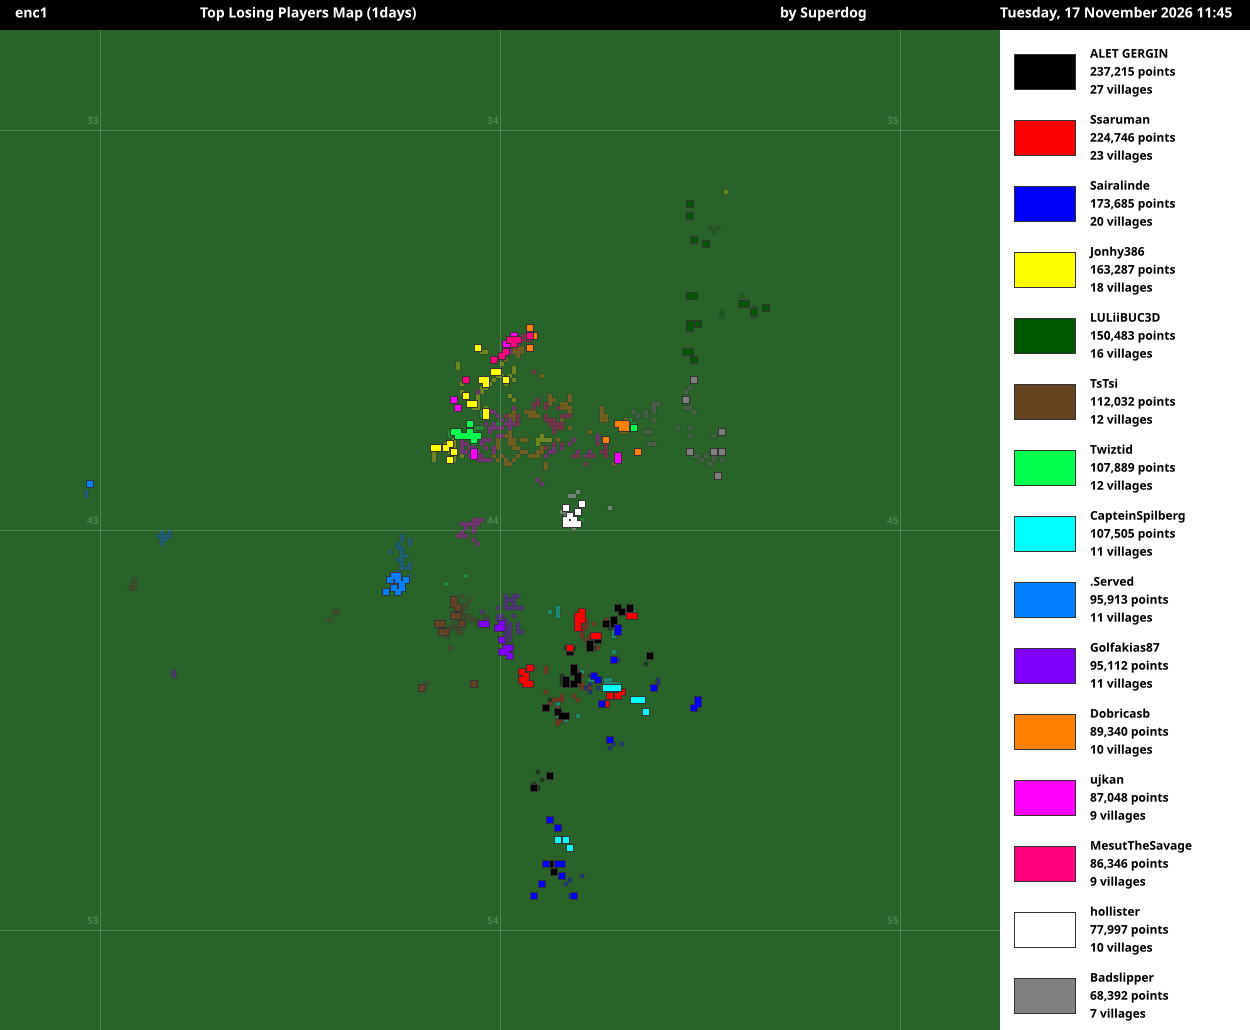 enc1 Top Losing Players Map (1days) by Superdog Tuesday, 17 November 2026 11:45
33 34 35
43 44 45
53 54 55
ALET GERGIN
237,215 points
27 villages
Ssaruman
224,746 points
23 villages
Sairalinde
173,685 points
20 villages
Jonhy386
163,287 points
18 villages
LULiiBUC3D
150,483 points
16 villages
TsTsi
112,032 points
12 villages
Twiztid
107,889 points
12 villages
CapteinSpilberg
107,505 points
11 villages
.Served
95,913 points
11 villages
Golfakias87
95,112 points
11 villages
Dobricasb
89,340 points
10 villages
ujkan
87,048 points
9 villages
MesutTheSavage
86,346 points
9 villages
hollister
77,997 points
10 villages
Badslipper
68,392 points
7 villages